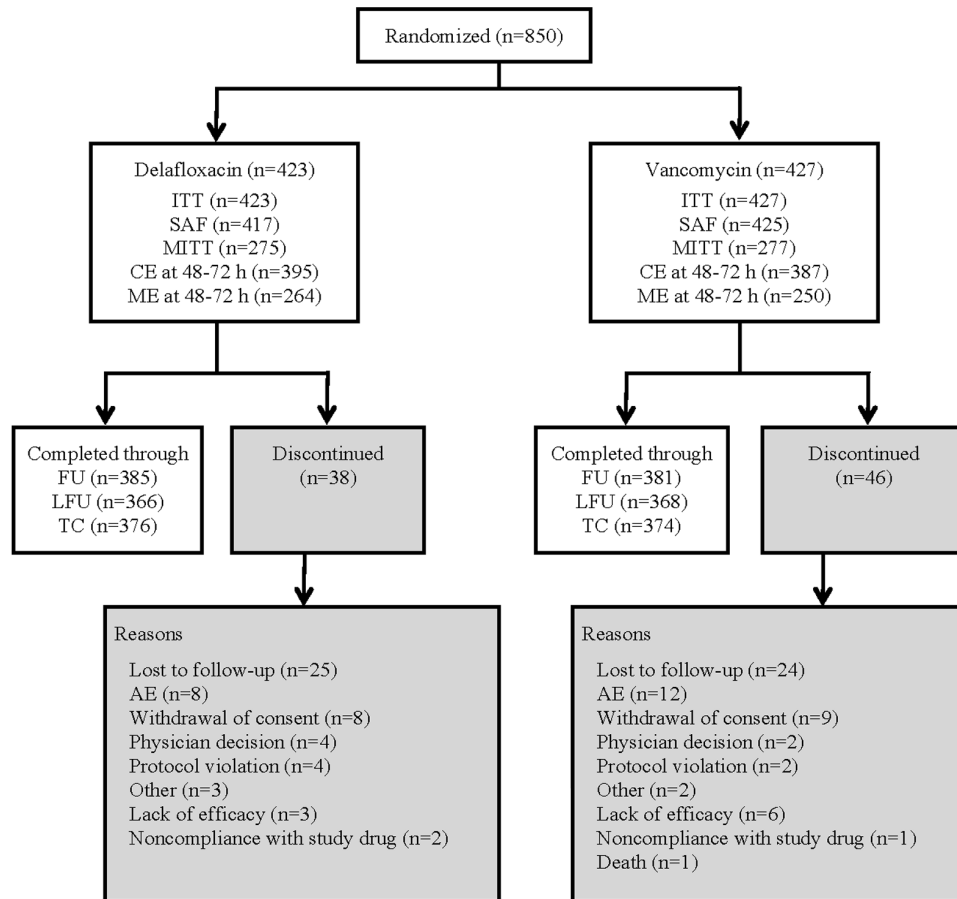 Randomized (n=850)
Delafloxacin (n=423)
ITT (n=423)
SAF (n=417)
MITT (n=275)
CE at 48-72 h (n=395)
ME at 48-72 h (n=264)
Vancomycin (n=427)
ITT (n=427)
SAF (n=425)
MITT (n=277)
CE at 48-72 h (n=387)
ME at 48-72 h (n=250)
Completed through
FU (n=385)
LFU (n=366)
TC (n=376)
Discontinued
(n=38)
Completed through
FU (n=381)
LFU (n=368)
TC (n=374)
Discontinued
(n=46)
Reasons
Lost to follow-up (n=25)
AE (n=8)
Withdrawal of consent (n=8)
Physician decision (n=4)
Protocol violation (n=4)
Other (n=3)
Lack of efficacy (n=3)
Noncompliance with study drug (n=2)
Reasons
Lost to follow-up (n=24)
AE (n=12)
Withdrawal of consent (n=9)
Physician decision (n=2)
Protocol violation (n=2)
Other (n=2)
Lack of efficacy (n=6)
Noncompliance with study drug (n=1)
Death (n=1)